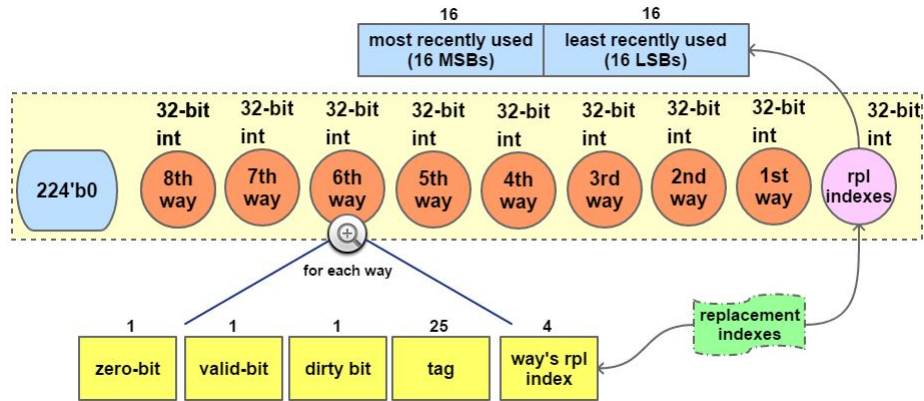 16 16
most recently used
(16 MSBs)
least recently used
(16 LSBs)
32-bit
int
32-bit
int
32-bit
int
32-bit
int
32-bit
int
32-bit
int
32-bit
int
32-bit
int
32-bit
int
224'b0
8th
way
7th
way
6th
way
5th
way
4th
way
3rd
way
2nd
way
1st
way
rpl
indexes
for each way
replacement
indexes
1 1 1 25 4
zero-bit
valid-bit
dirty bit
tag
way's rpl
index